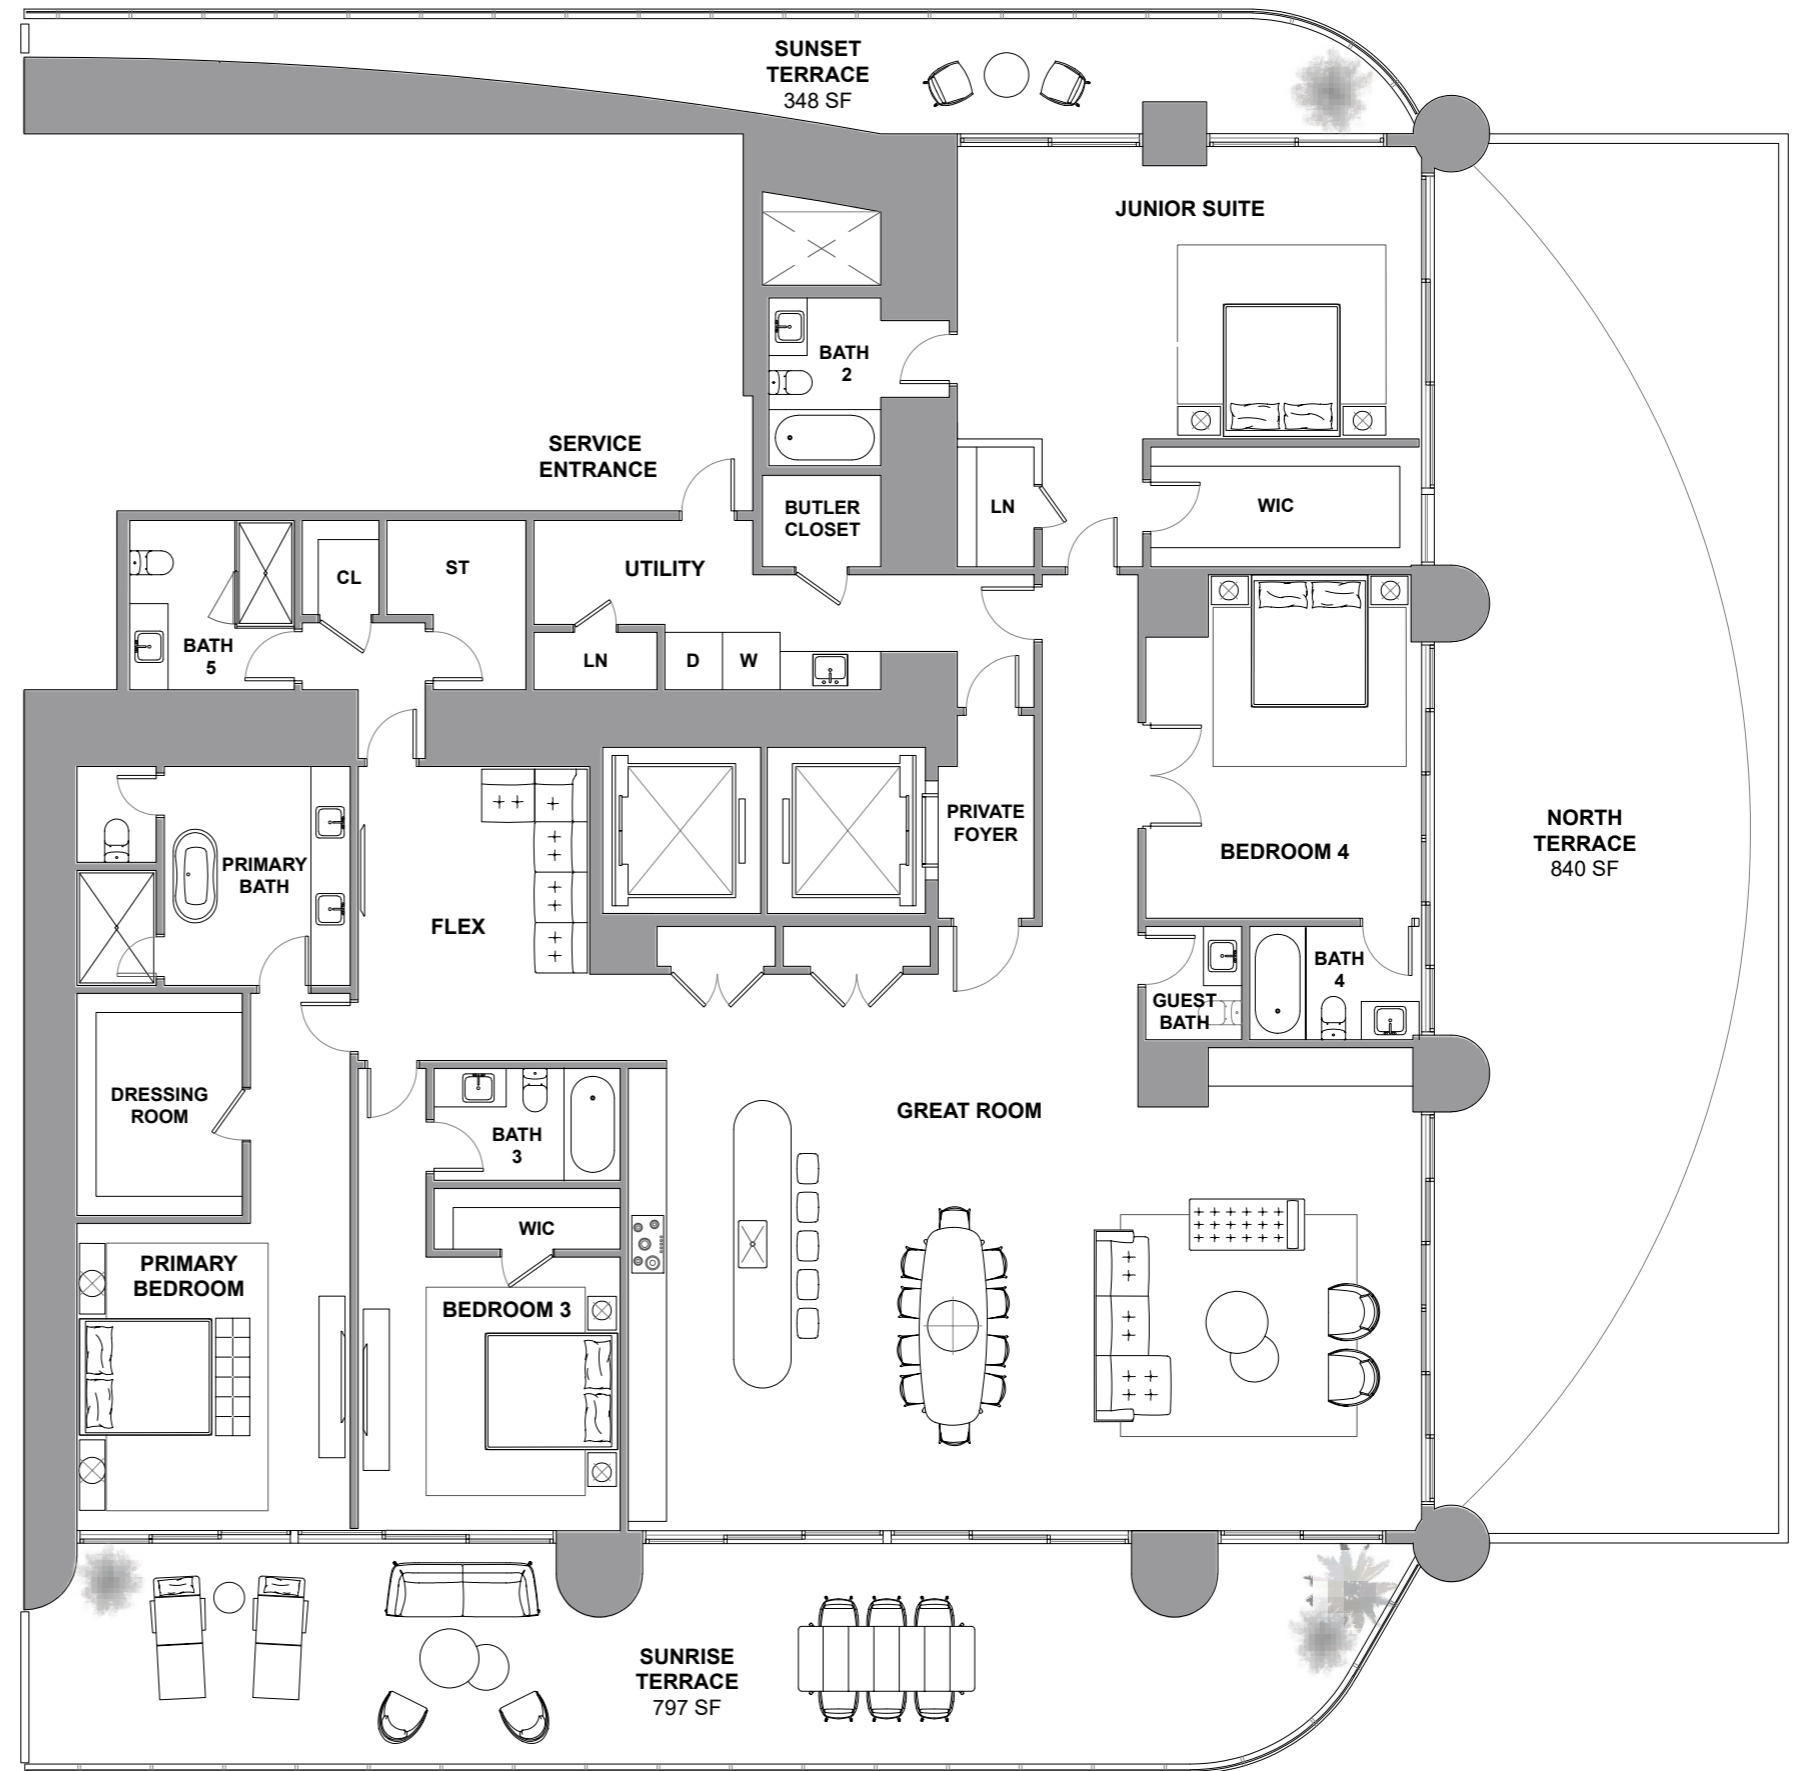 SUNSET
TERRACE
348 SF
JUNIOR SUITE
BATH
2
SERVICE
ENTRANCE
BUTLER
CLOSET
LN
WIC
CL
ST
UTILITY
BATH
5
LN
D
W
PRIVATE
FOYER
BEDROOM 4
NORTH
TERRACE
840 SF
PRIMARY
BATH
FLEX
GUEST
BATH
BATH
4
DRESSING
ROOM
BATH
3
GREAT ROOM
WIC
PRIMARY
BEDROOM
BEDROOM 3
SUNRISE
TERRACE
797 SF